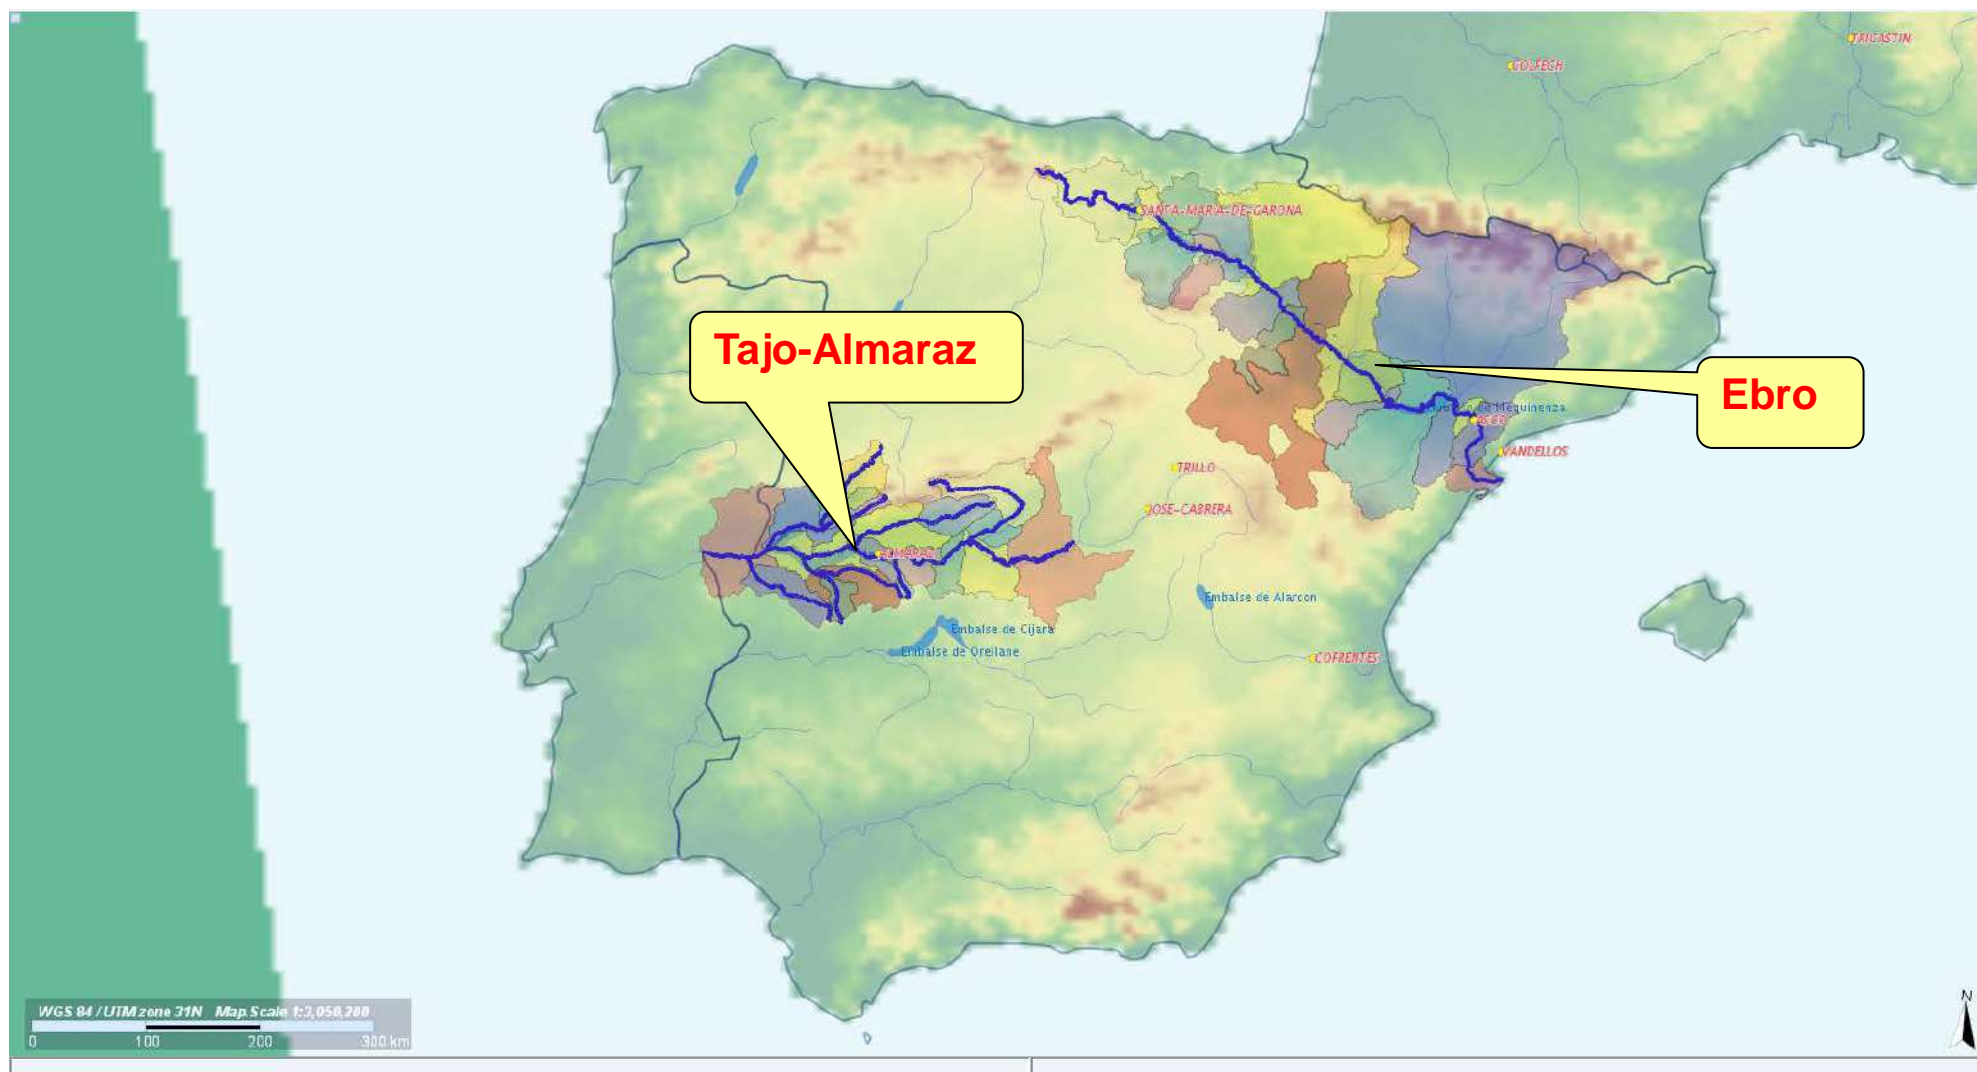 TRICASTIN
GOLFECH
SANTA-MARIA-DE-GARONA
Tajo-Almaraz
Ebro
de Mequinenza
ASCO
VANDELLOS
TRILLO
JOSE-CABRERA
ALMARAZ
Embalse de Alarcon
Embalse de Cijara
Embalse de Orellane
COFRENTES
WGS 84 / UTM zone 31N Map Scale 1:3,050,200
0 100 200 300 km
N